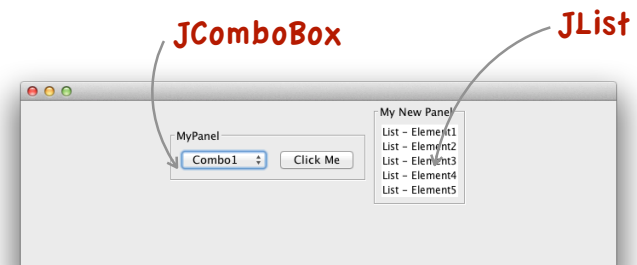 JComboBox
JList
My New Panel
MyPanel
Combo1
Click Me
List – Element1
List – Element2
List – Element3
List – Element4
List – Element5